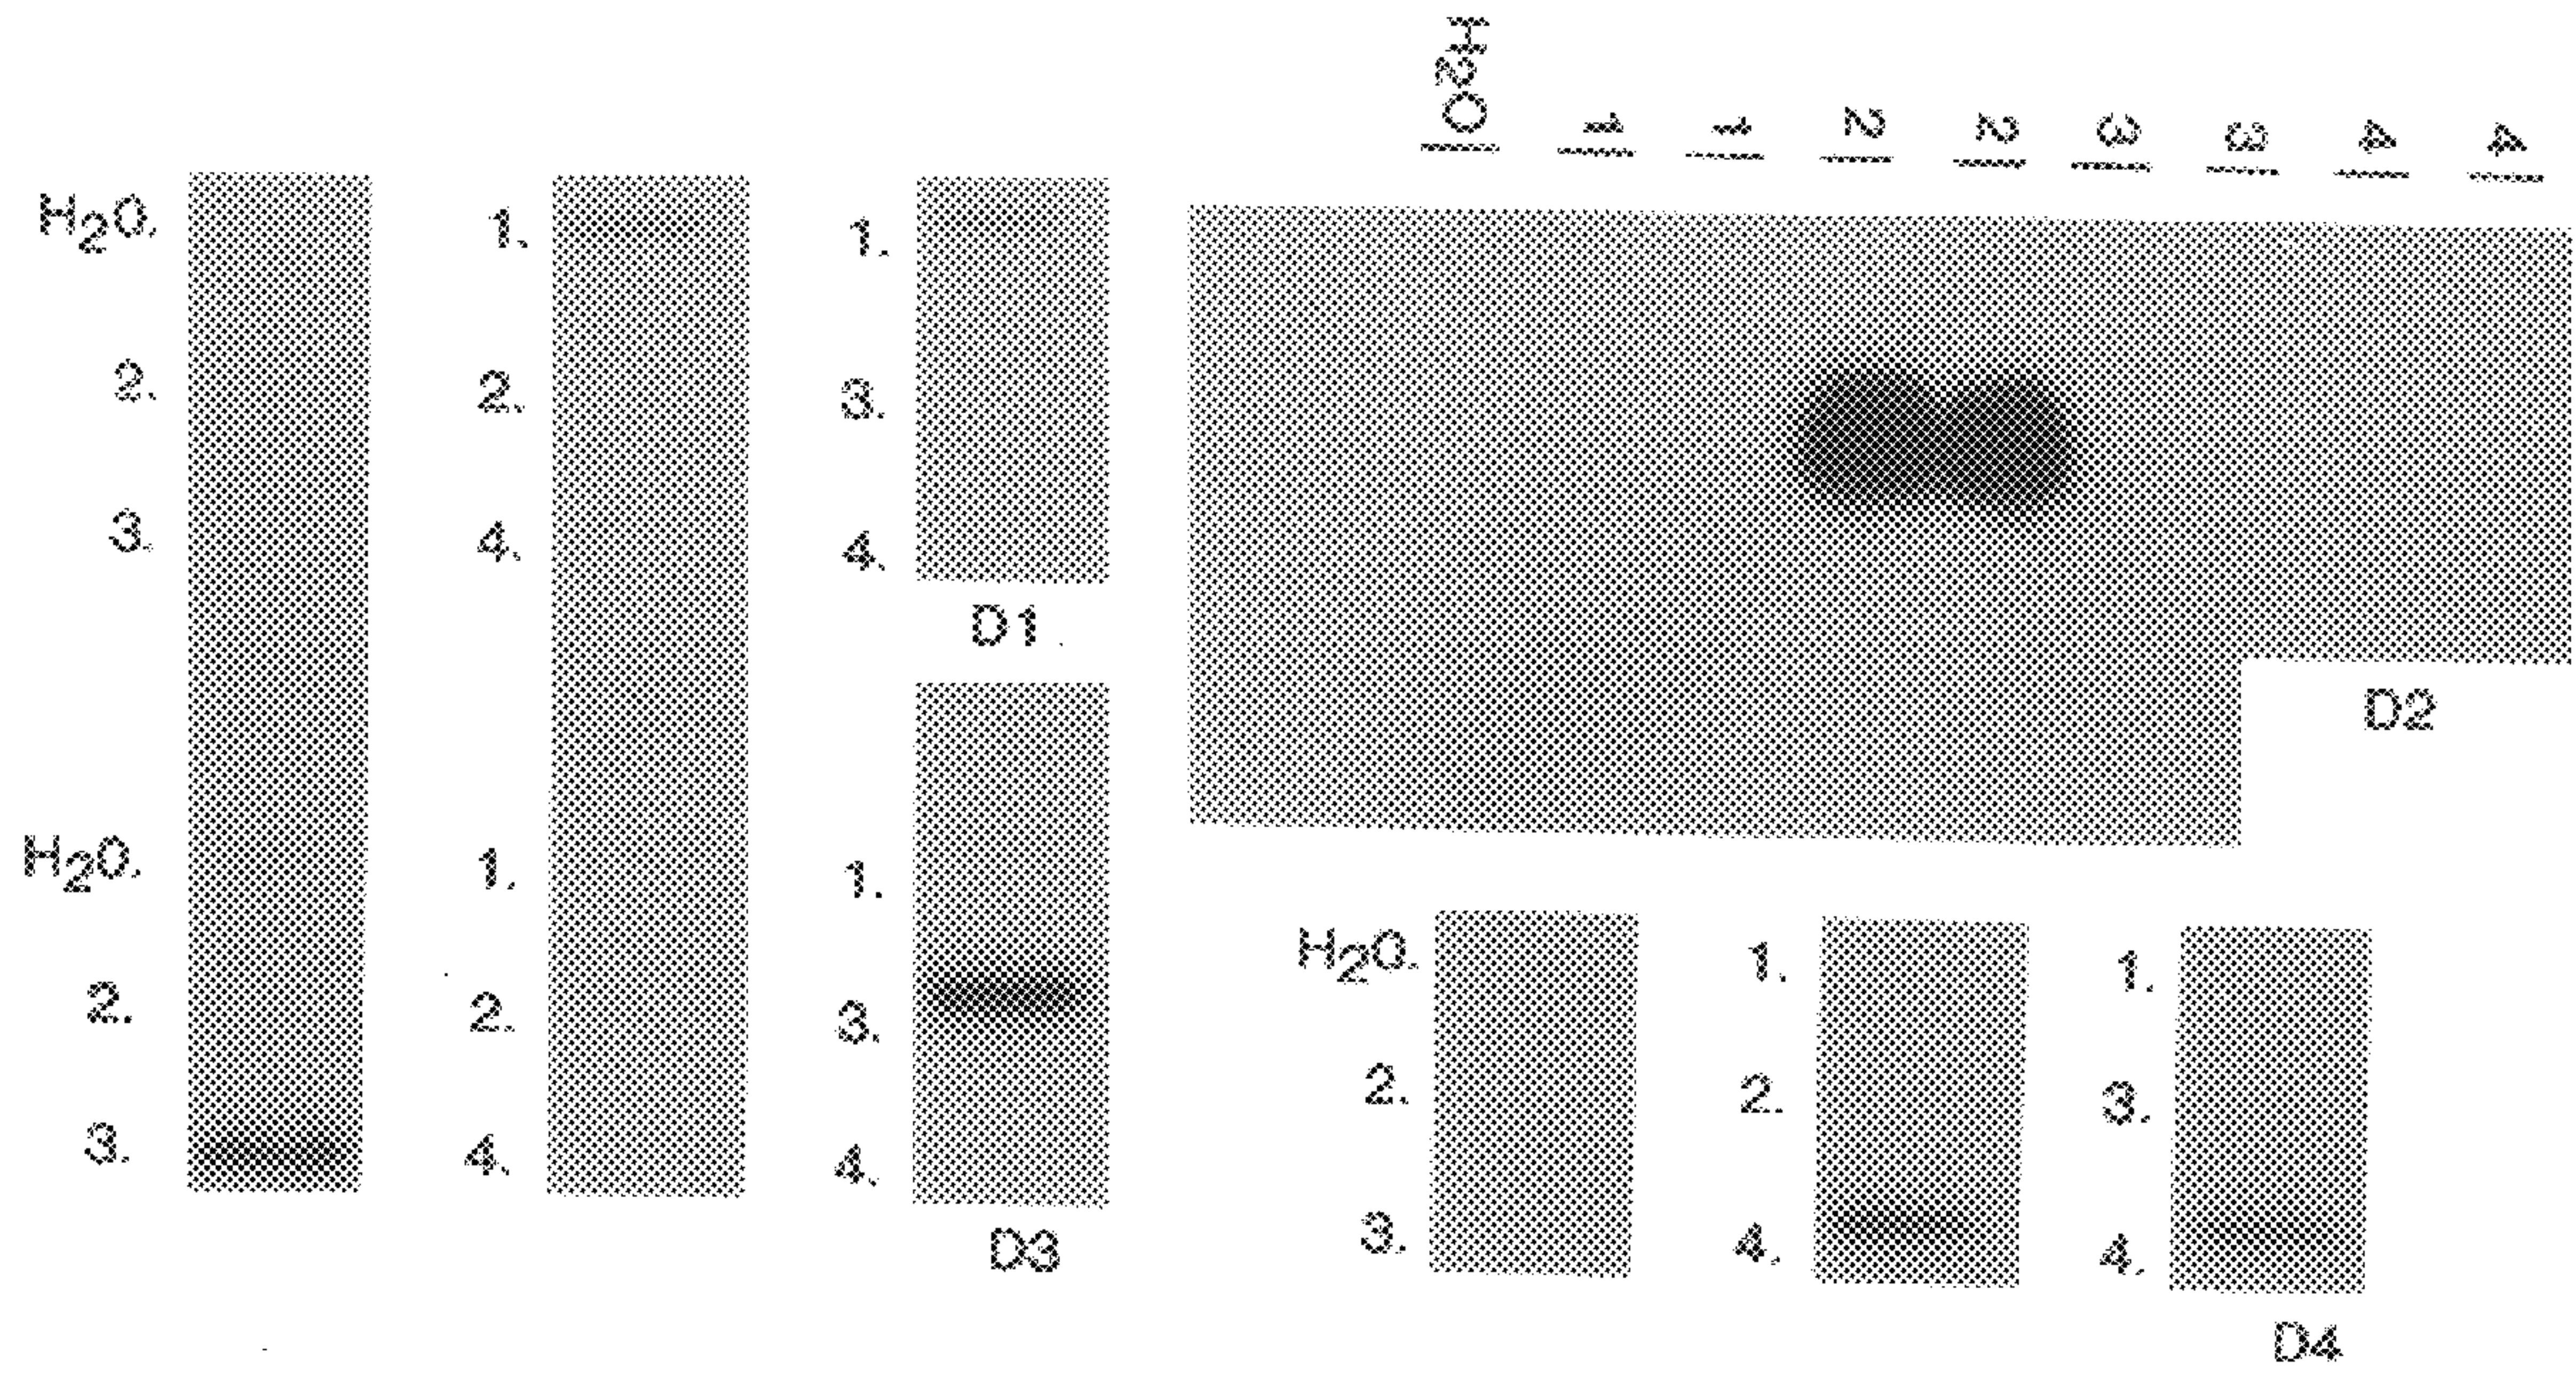 H2O 1 1 2 2 3 3 4 4
H2O. 1. 1.
2. 2. 3.
3. 4. 4.
D1
D2
H2O. 1. 1.
2. 2. 3.
3. 4. 4.
D3
H2O. 1. 1.
2. 2. 3.
3. 4. 4.
D4